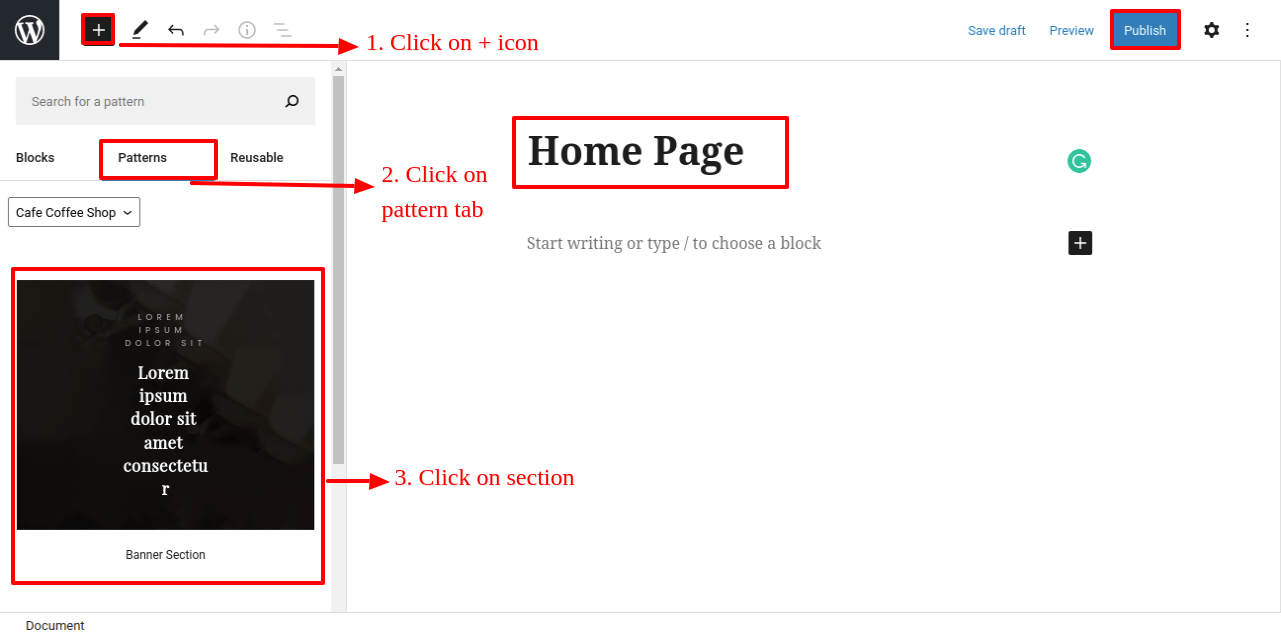 Save draft Preview Publish
1. Click on + icon
Search for a pattern
Blocks Patterns Reusable
2. Click on
pattern tab
Cafe Coffee Shop
Home Page
Start writing or type / to choose a block
LOREM
IPSUM
DOLOR SIT
Lorem
ipsum
dolor sit
amet
consectetu
r
3. Click on section
Banner Section
Document